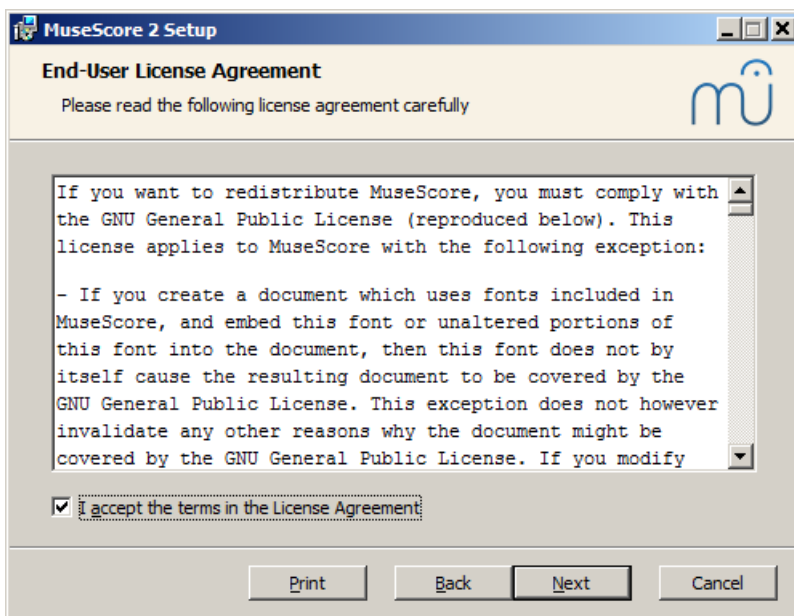 MuseScore 2 Setup
End-User License Agreement
Please read the following license agreement carefully
If you want to redistribute MuseScore, you must comply with
the GNU General Public License (reproduced below). This
license applies to MuseScore with the following exception:
- If you create a document which uses fonts included in
MuseScore, and embed this font or unaltered portions of
this font into the document, then this font does not by
itself cause the resulting document to be covered by the
GNU General Public License. This exception does not however
invalidate any other reasons why the document might be
covered by the GNU General Public License. If you modify
I accept the terms in the License Agreement
Print Back Next Cancel